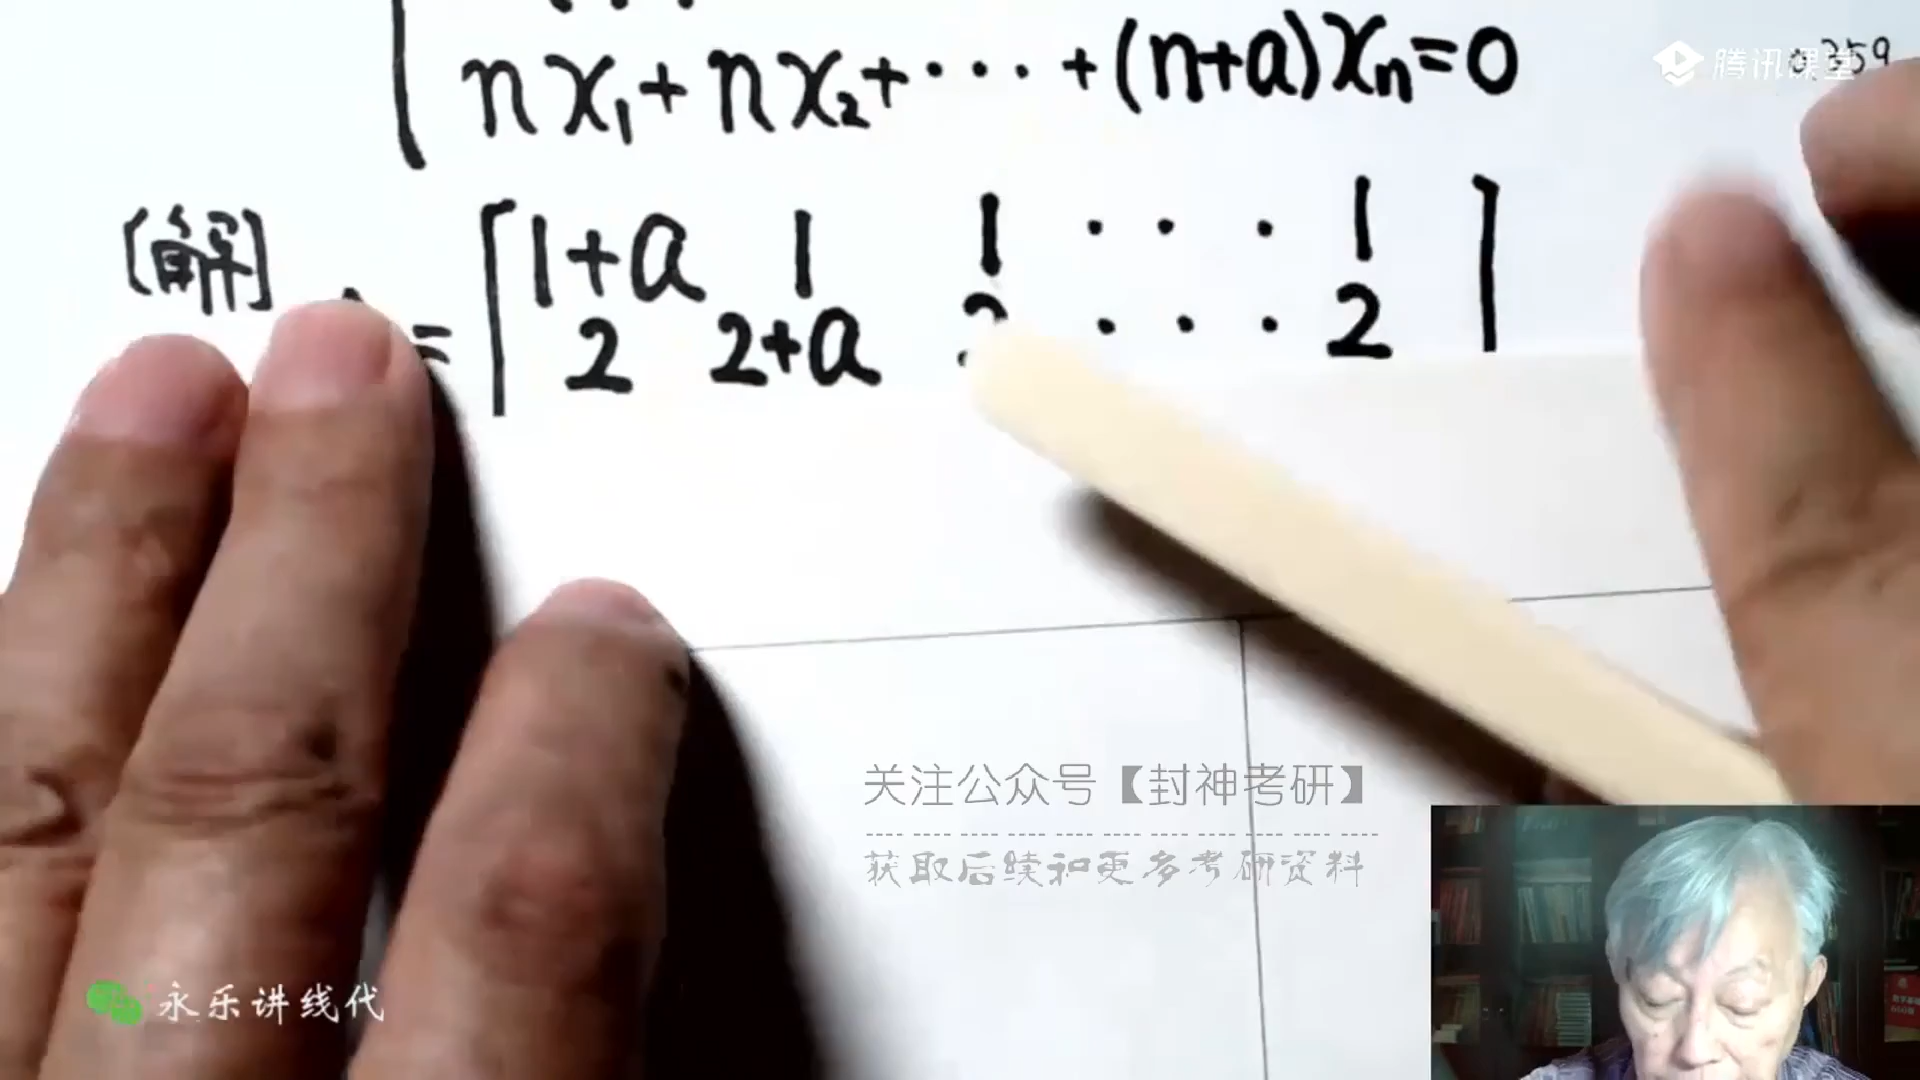 nx₁+nx₂+···+(n+a)xₙ=0
腾讯课堂
359
[解]
= [1+a 1 1 ··· 1]
2 2+a 2 ··· 2
关注公众号【封神考研】
获取后续和更多考研资料
永乐讲线代